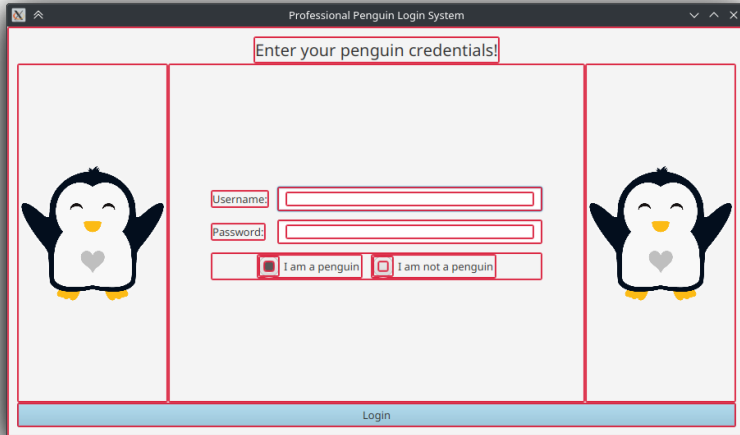 Professional Penguin Login System
Enter your penguin credentials!
Username:
Password:
I am a penguin I am not a penguin
Login